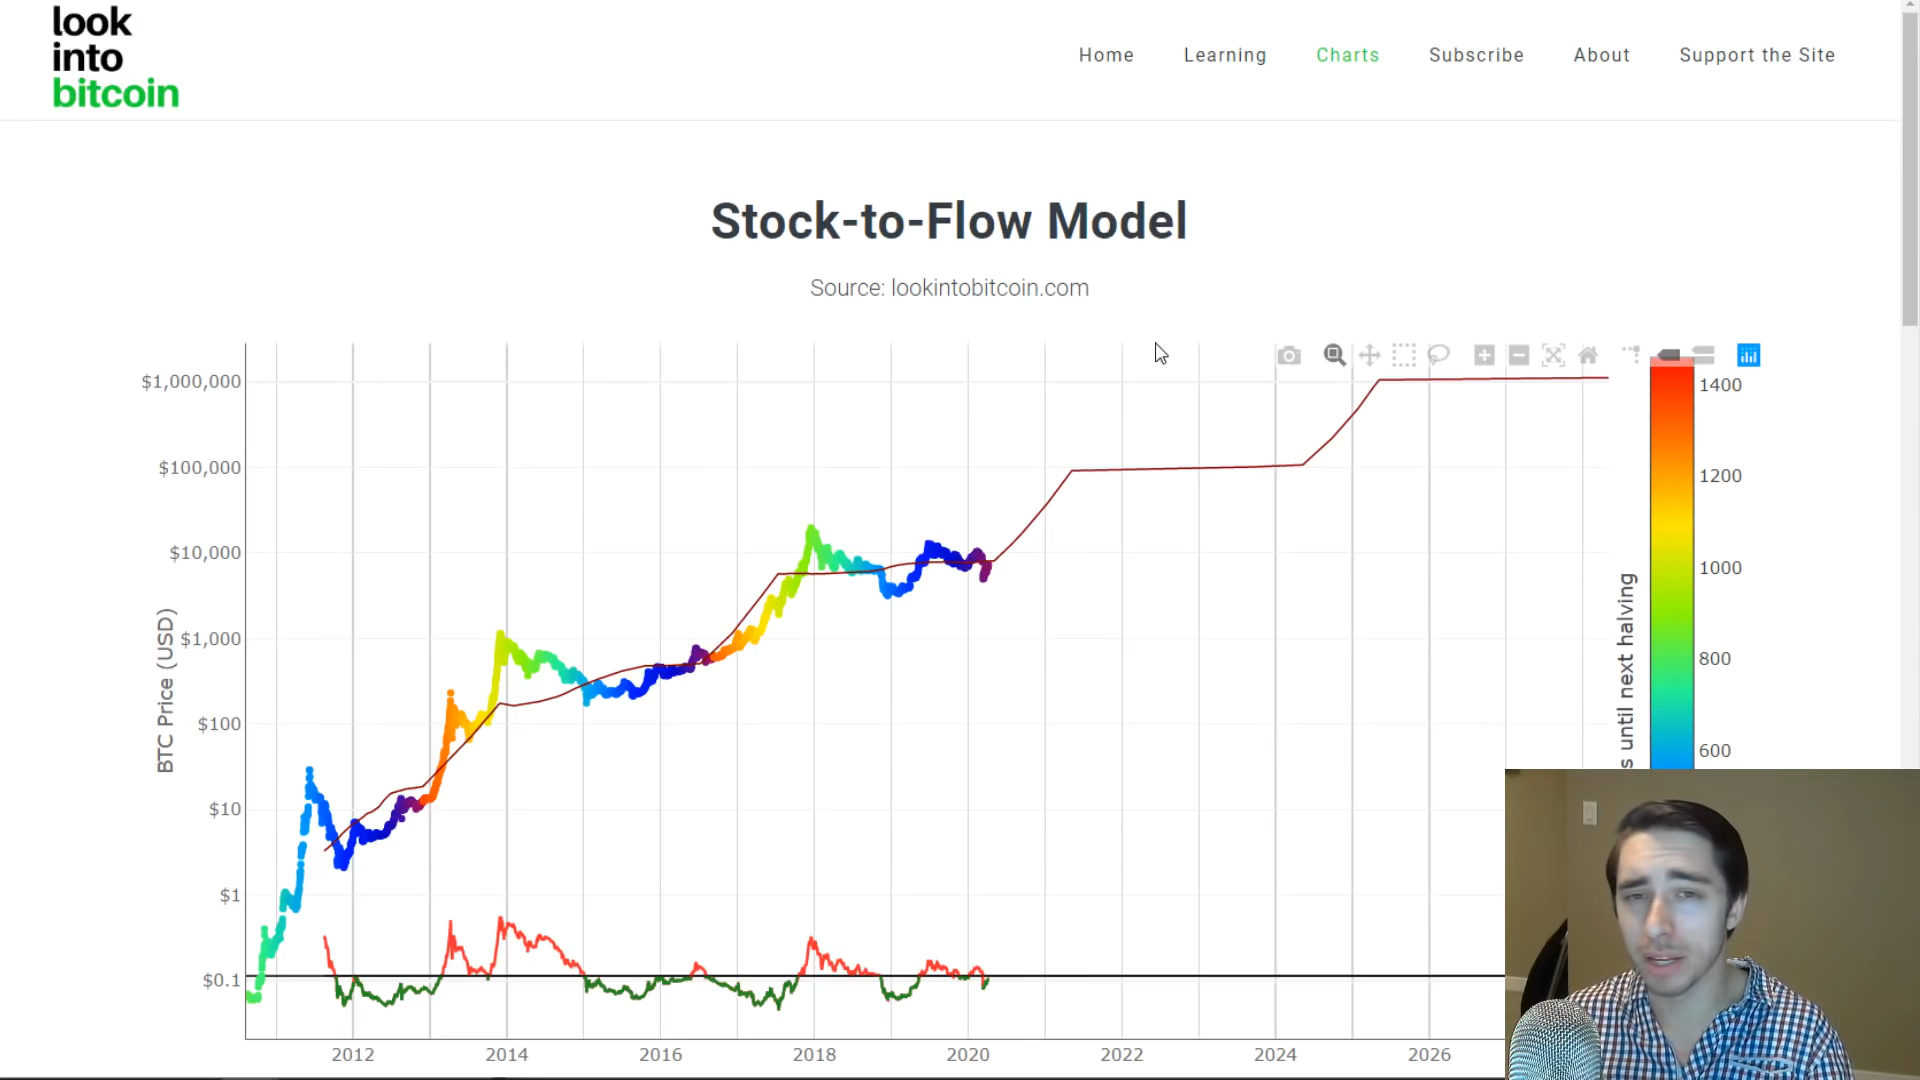 look
into
bitcoin
Home Learning Charts Subscribe About Support the Site
Stock-to-Flow Model
Source: lookintobitcoin.com
$1,000,000
$100,000
$10,000
$1,000
$100
$10
$1
$0.1
BTC Price (USD)
2012 2014 2016 2018 2020 2022 2024 2026
1400
1200
1000
800
600
s until next halving